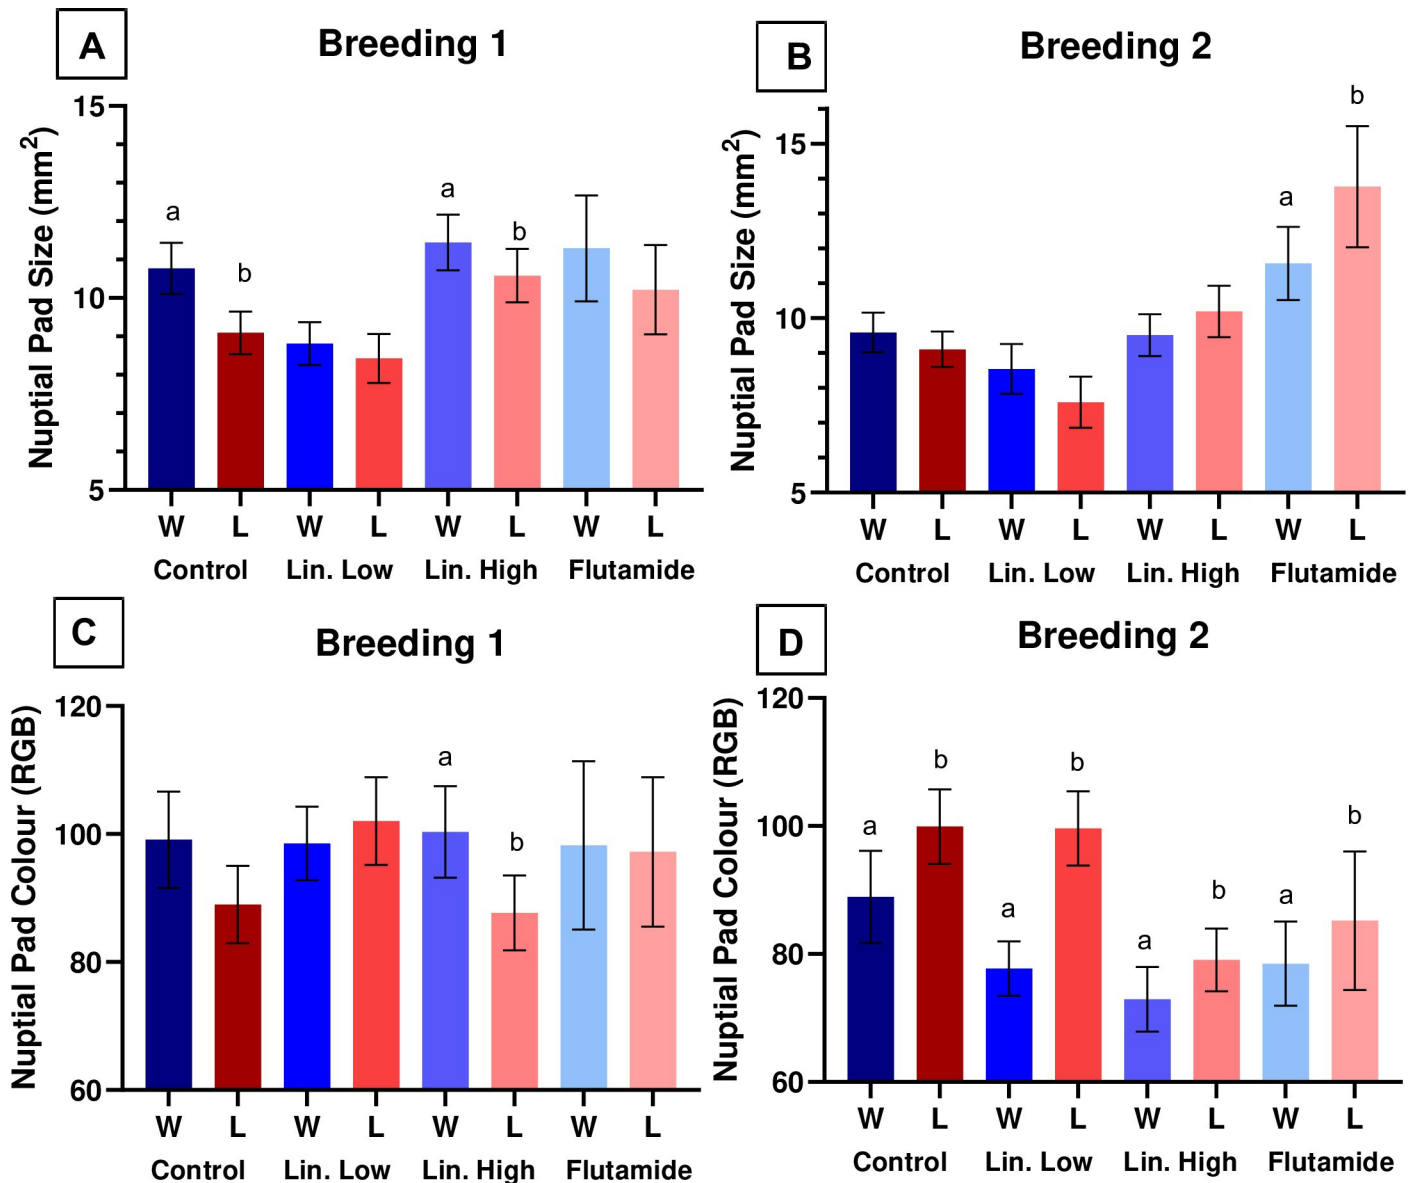 A
Breeding 1
Nuptial Pad Size (mm²)
15
10
5
a
b
a
b
W L W L W L W L
Control Lin. Low Lin. High Flutamide
B
Breeding 2
Nuptial Pad Size (mm²)
15
10
5
a
b
W L W L W L W L
Control Lin. Low Lin. High Flutamide
C
Breeding 1
Nuptial Pad Colour (RGB)
120
100
80
60
a
b
W L W L W L W L
Control Lin. Low Lin. High Flutamide
D
Breeding 2
Nuptial Pad Colour (RGB)
120
100
80
60
a
b
a
b
a
b
a
b
W L W L W L W L
Control Lin. Low Lin. High Flutamide